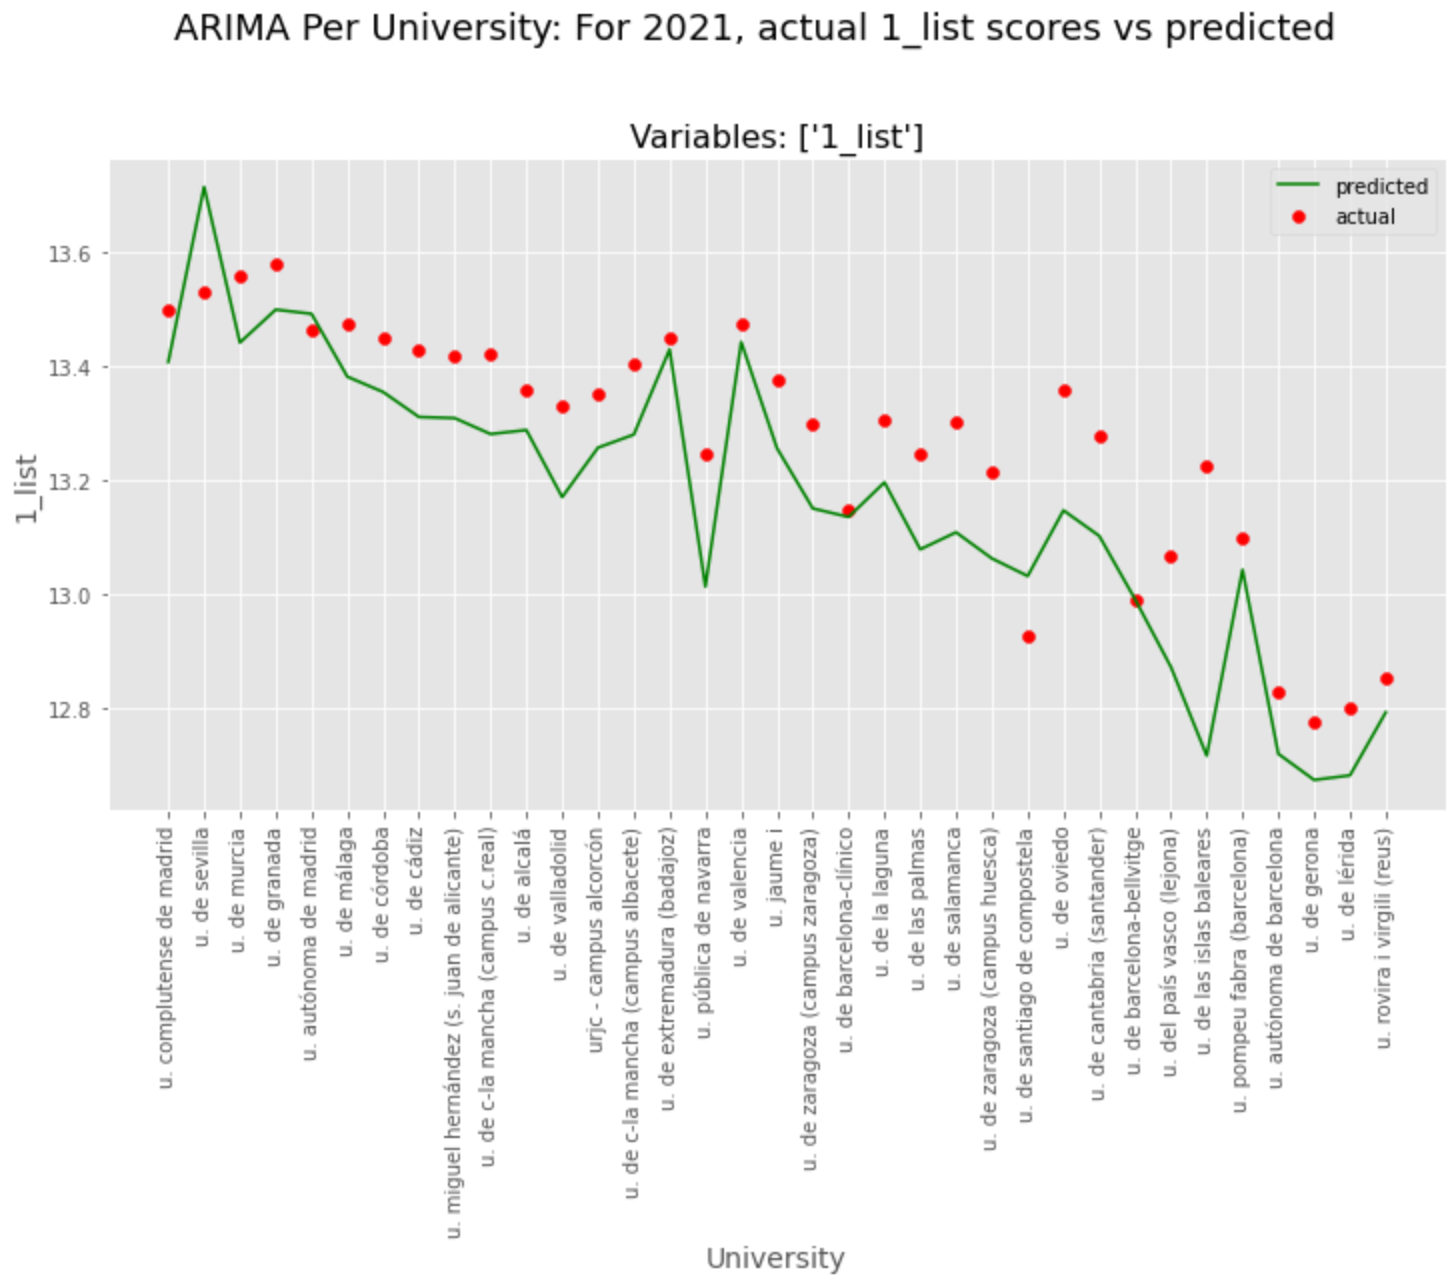 ARIMA Per University: For 2021, actual 1_list scores vs predicted
Variables: ['1_list']
predicted
actual
1_list
13.6
13.4
13.2
13.0
12.8
u. complutense de madrid
u. de sevilla
u. de murcia
u. de granada
u. autónoma de madrid
u. de málaga
u. de córdoba
u. de cádiz
u. miguel hernández (s. juan de alicante)
u. de c-la mancha (campus c.real)
u. de alcalá
u. de valladolid
urjc - campus alcorcón
u. de c-la mancha (campus albacete)
u. de extremadura (badajoz)
u. pública de navarra
u. de valencia
u. jaume i
u. de zaragoza (campus zaragoza)
u. de barcelona-clínico
u. de la laguna
u. de las palmas
u. de salamanca
u. de zaragoza (campus huesca)
u. de santiago de compostela
u. de oviedo
u. de cantabria (santander)
u. de barcelona-bellvitge
u. del país vasco (lejona)
u. de las islas baleares
u. pompeu fabra (barcelona)
u. autónoma de barcelona
u. de gerona
u. de lérida
u. rovira i virgili (reus)
University